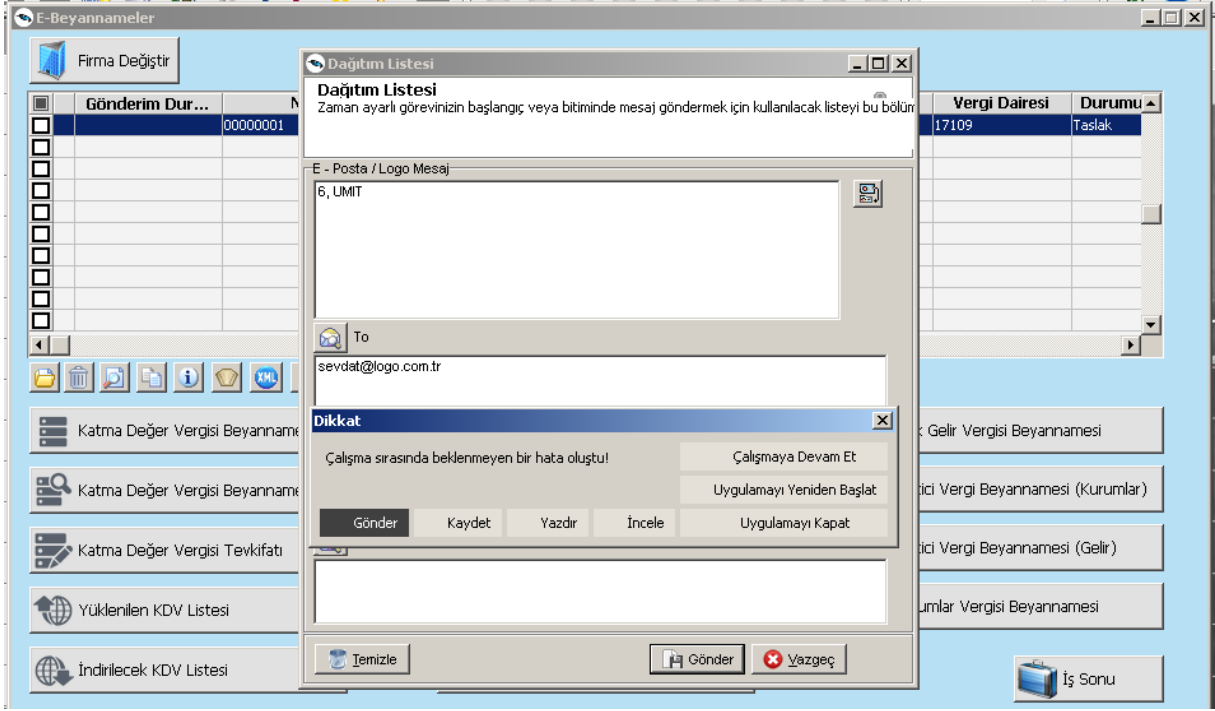 E-Beyannameler
Firma Değiştir
Gönderim Dur... N Vergi Dairesi Durumu
00000001 17109 Taslak
Dağıtım Listesi
Dağıtım Listesi
Zaman ayarlı görevinizin başlangıç veya bitiminde mesaj göndermek için kullanılacak listeyi bu bölüm
E - Posta / Logo Mesaj
6, UMIT
To
sevdat@logo.com.tr
XML
Dikkat
Çalışma sırasında beklenmeyen bir hata oluştu!
Çalışmaya Devam Et
Uygulamayı Yeniden Başlat
Gönder Kaydet Yazdır İncele Uygulamayı Kapat
Katma Değer Vergisi Beyanname
Katma Değer Vergisi Beyanname
Katma Değer Vergisi Tevkifatı
Yüklenilen KDV Listesi
İndirilecek KDV Listesi
Gelir Vergisi Beyannamesi
ici Vergi Beyannamesi (Kurumlar)
ici Vergi Beyannamesi (Gelir)
umlar Vergisi Beyannamesi
Temizle Gönder Vazgeç
İş Sonu